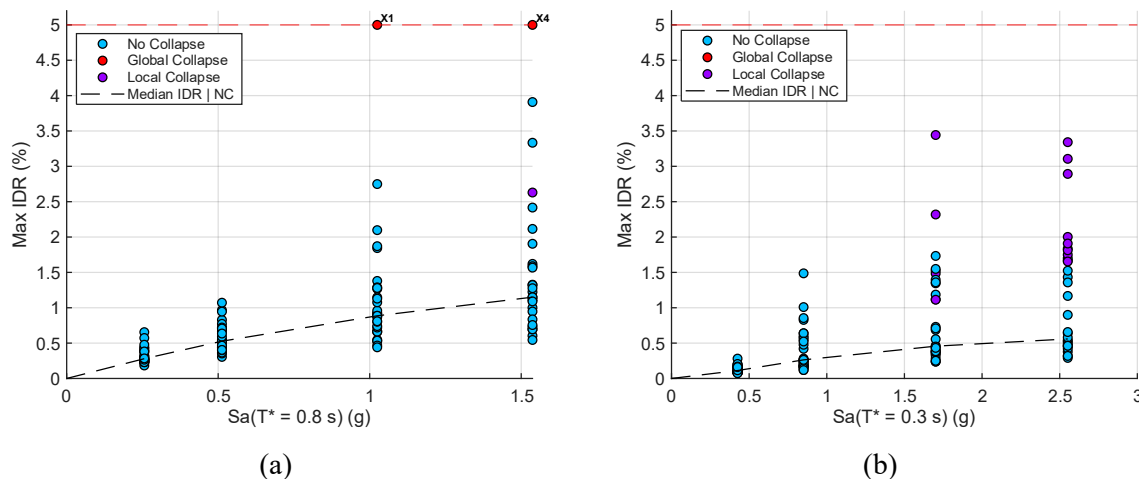 X1
X4
5
4.5
4
3.5
3
2.5
2
1.5
1
0.5
0
Max IDR (%)
No Collapse
Global Collapse
Local Collapse
Median IDR | NC
0 0.5 1 1.5
Sa(T* = 0.8 s) (g)
(a)
5
4.5
4
3.5
3
2.5
2
1.5
1
0.5
0
Max IDR (%)
No Collapse
Global Collapse
Local Collapse
Median IDR | NC
0 0.5 1 1.5 2 2.5 3
Sa(T* = 0.3 s) (g)
(b)